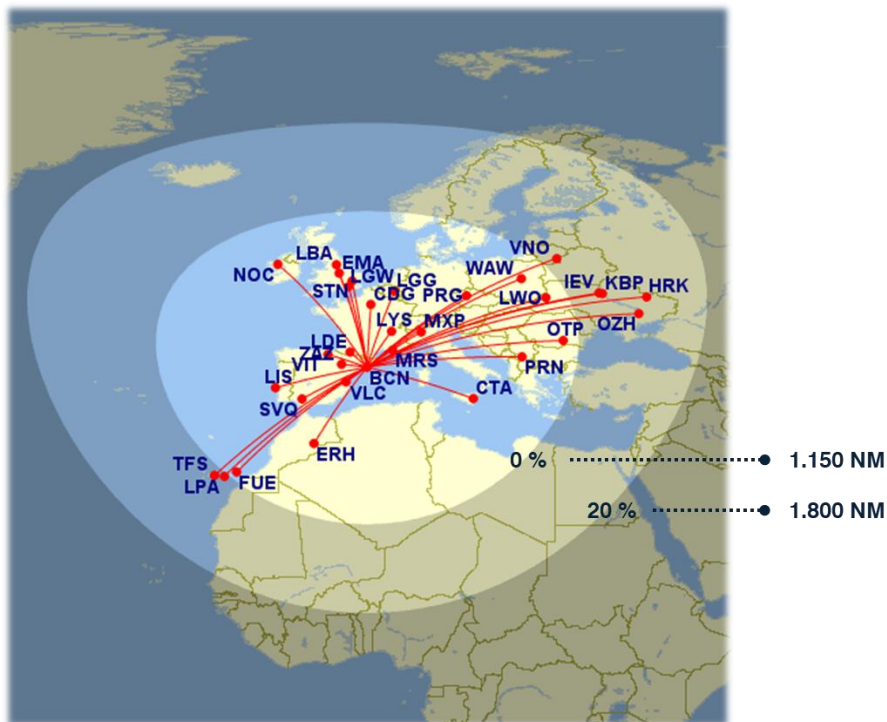 VNO
LBA
EMA
NOC
WAW
LGW
LGG
IEV
KBP
HRK
STN
CDG
PRG
LWO
LYS
MXP
OZH
OTP
LDE
ZAZ
VIT
MRS
PRN
LIS
BCN
CTA
VLC
SVQ
ERH
0 %
1.150 NM
TFS
FUE
LPA
20 %
1.800 NM